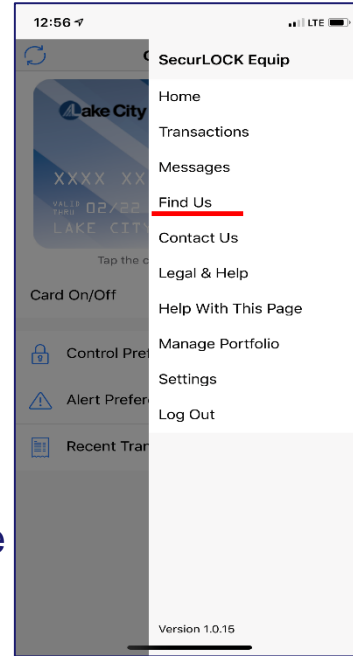 12:56
LTE
SecurLOCK Equip
Home
Transactions
Messages
Find Us
Contact Us
Legal & Help
Help With This Page
Manage Portfolio
Settings
Log Out
Version 1.0.15
Lake City
XXXX XX
VALID THRU 02/22
LAKE CITY
Tap the c
Card On/Off
Control Pref
Alert Prefer
Recent Tran
e